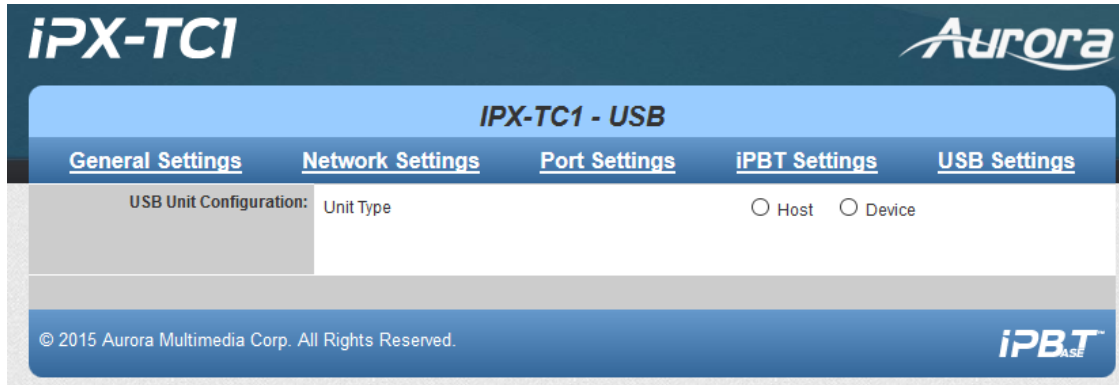 iPX-TC1 Aurora
IPX-TC1 - USB
General Settings Network Settings Port Settings iPBT Settings USB Settings
USB Unit Configuration: Unit Type Host Device
© 2015 Aurora Multimedia Corp. All Rights Reserved. iPBASET™